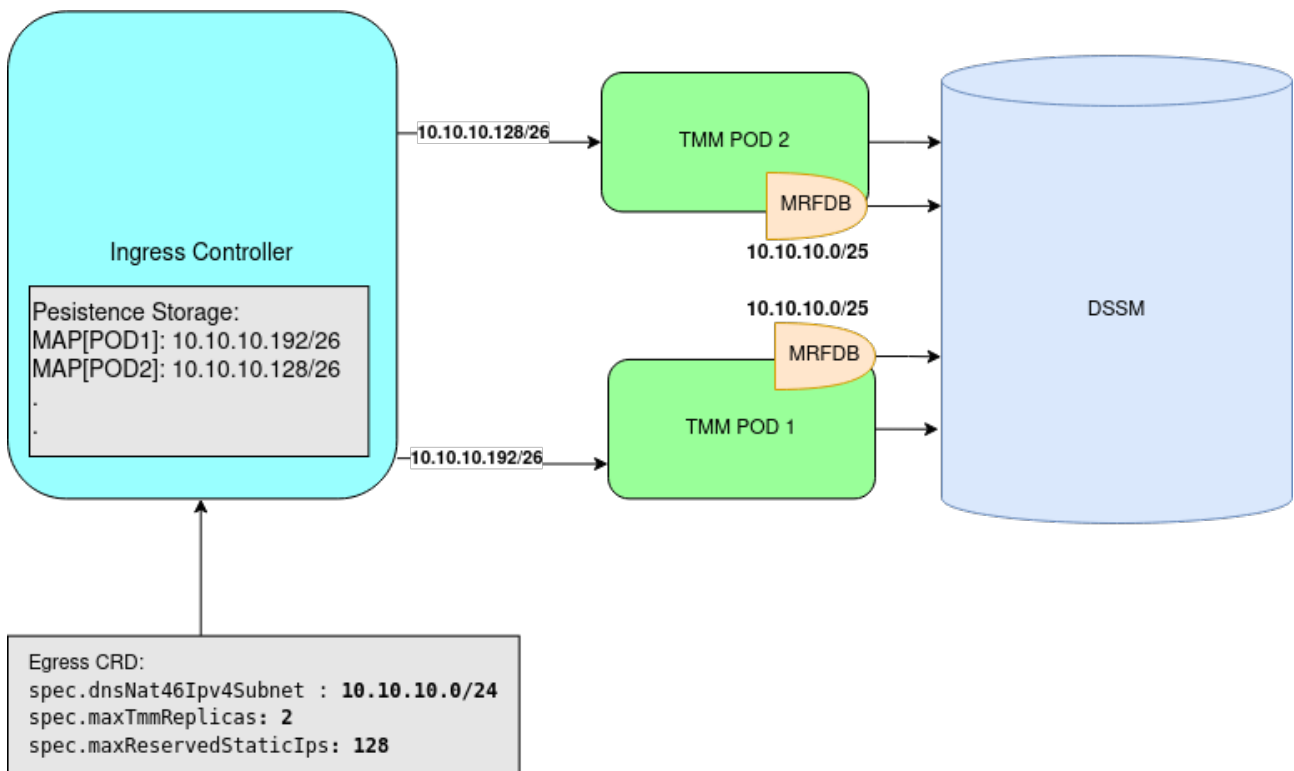 10.10.10.128/26
TMM POD 2
MRFDB
10.10.10.0/25
Ingress Controller
Pesistence Storage:
MAP[POD1]: 10.10.10.192/26
MAP[POD2]: 10.10.10.128/26
.
.
10.10.10.0/25
MRFDB
TMM POD 1
10.10.10.192/26
DSSM
Egress CRD:
spec.dnsNat46Ipv4Subnet : 10.10.10.0/24
spec.maxTmmReplicas: 2
spec.maxReservedStaticIps: 128